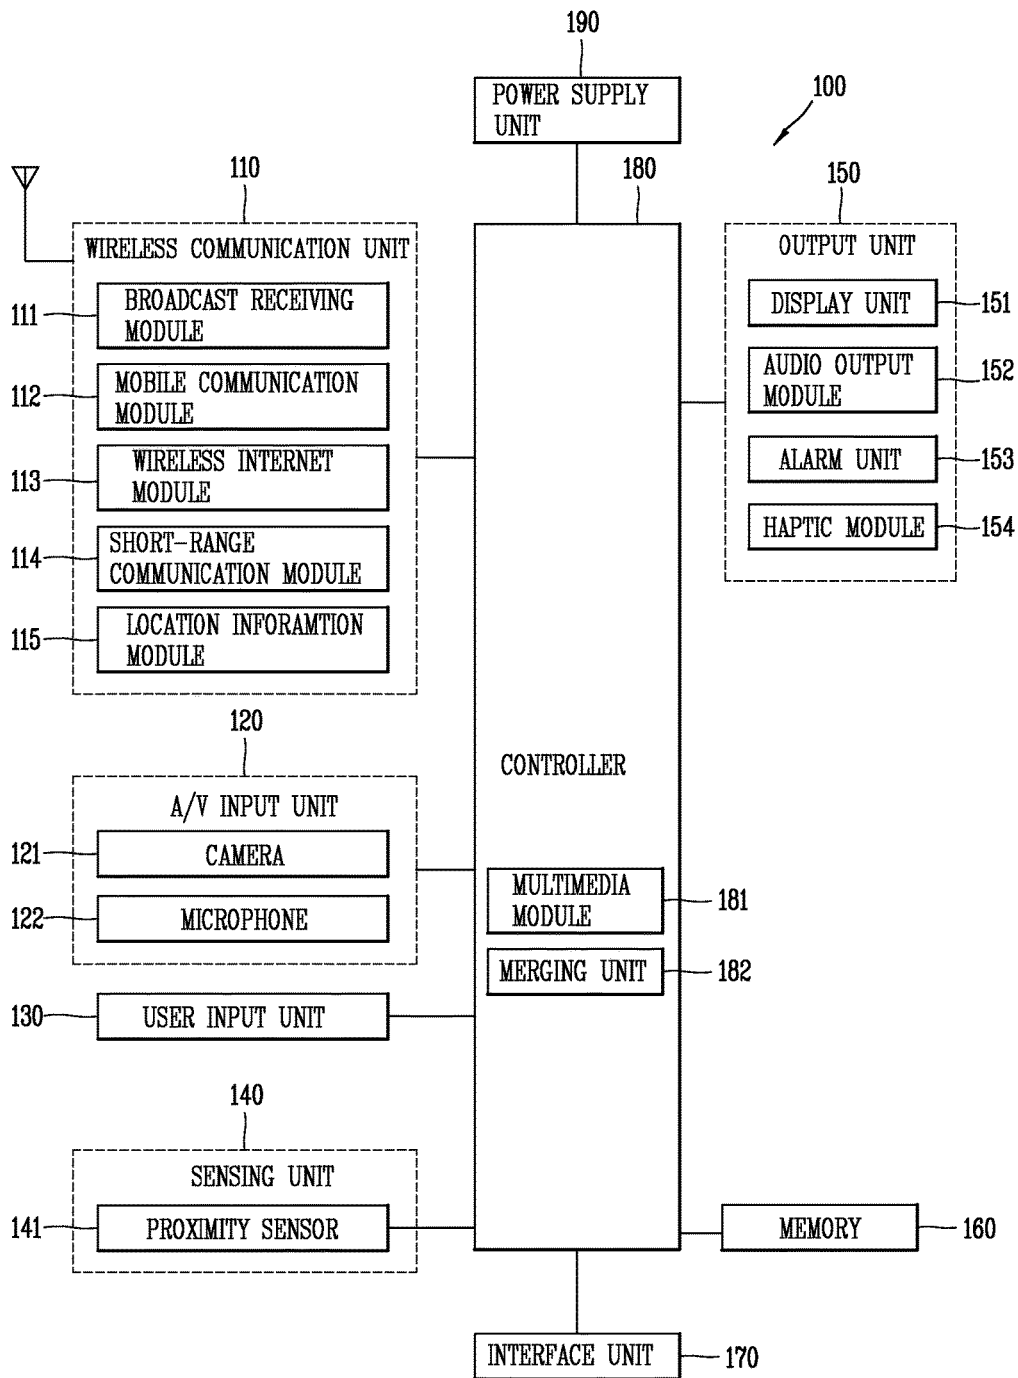 190
POWER SUPPLY
UNIT
100
110
WIRELESS COMMUNICATION UNIT
111
BROADCAST RECEIVING
MODULE
112
MOBILE COMMUNICATION
MODULE
113
WIRELESS INTERNET
MODULE
114
SHORT-RANGE
COMMUNICATION MODULE
115
LOCATION INFORAMTION
MODULE
120
A/V INPUT UNIT
121
CAMERA
122
MICROPHONE
130
USER INPUT UNIT
140
SENSING UNIT
141
PROXIMITY SENSOR
180
CONTROLLER
MULTIMEDIA
MODULE
181
MERGING UNIT
182
150
OUTPUT UNIT
DISPLAY UNIT
151
AUDIO OUTPUT
MODULE
152
ALARM UNIT
153
HAPTIC MODULE
154
MEMORY
160
INTERFACE UNIT
170